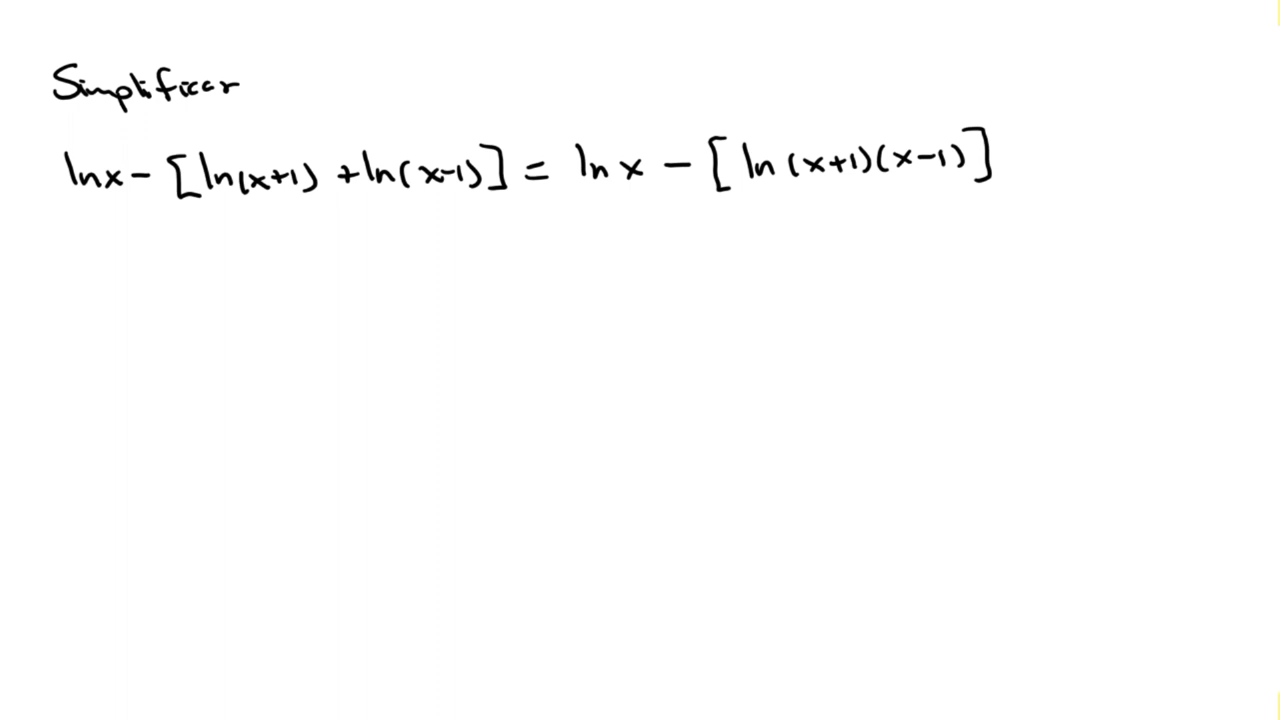 Simplificar
lnx - [ln(x+1) + ln(x-1)] = ln x - [ln (x+1)(x-1)]